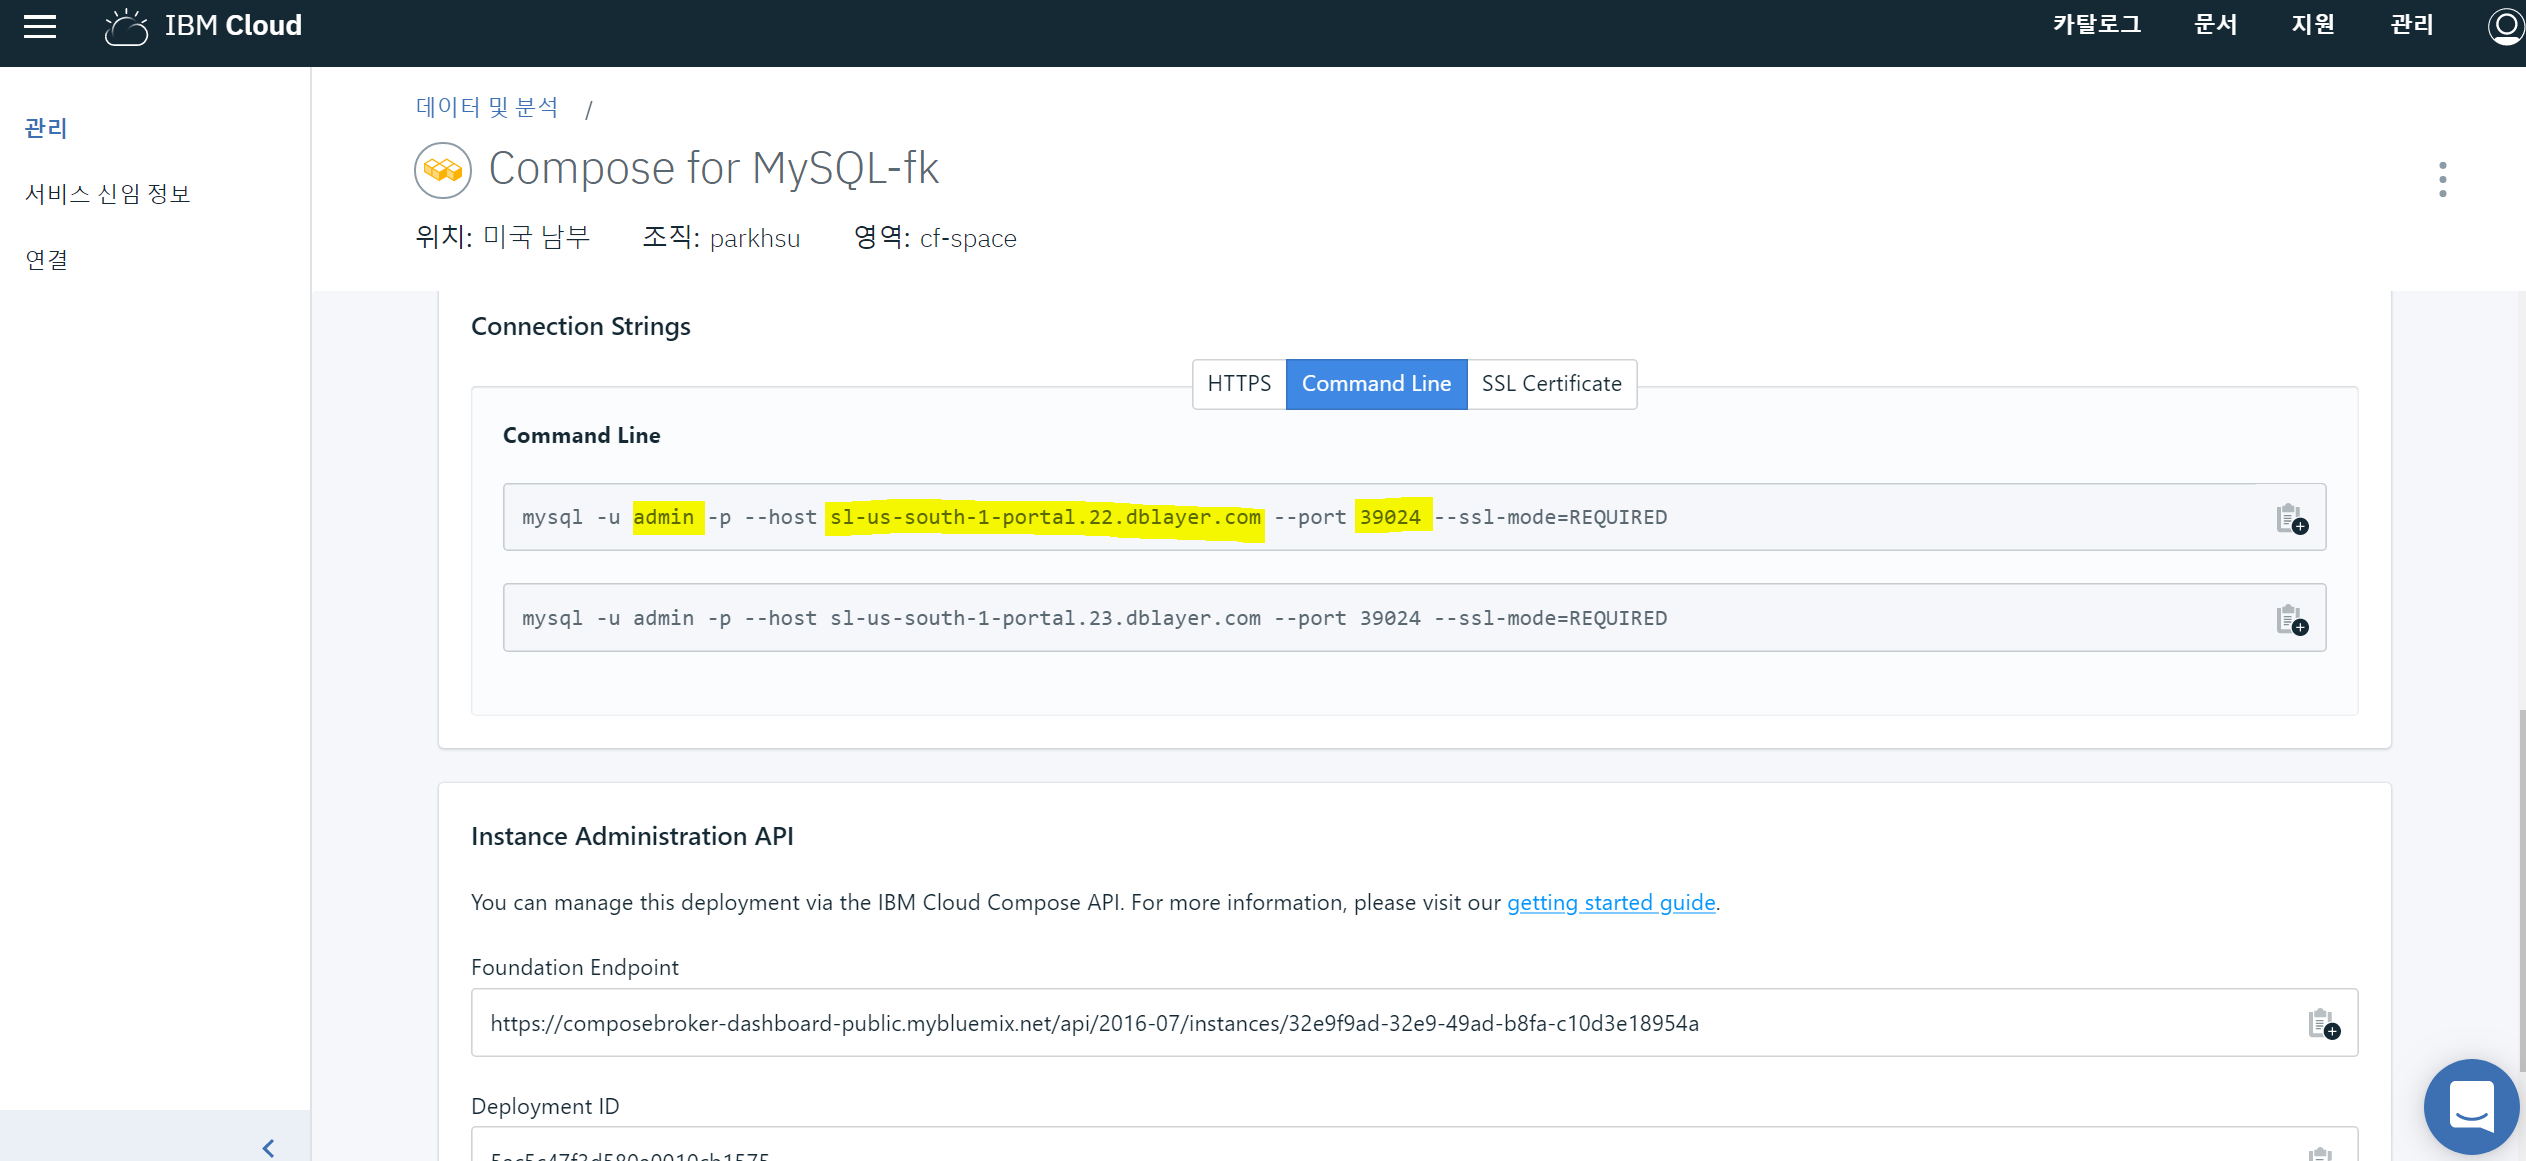 IBM Cloud
카탈로그 문서 지원 관리
관리
서비스 신임 정보
연결
데이터 및 분석 /
Compose for MySQL-fk
위치: 미국 남부 조직: parkhsu 영역: cf-space
Connection Strings
HTTPS Command Line SSL Certificate
Command Line
mysql -u admin -p --host sl-us-south-1-portal.22.dblayer.com --port 39024 --ssl-mode=REQUIRED
mysql -u admin -p --host sl-us-south-1-portal.23.dblayer.com --port 39024 --ssl-mode=REQUIRED
Instance Administration API
You can manage this deployment via the IBM Cloud Compose API. For more information, please visit our getting started guide.
Foundation Endpoint
https://composebroker-dashboard-public.mybluemix.net/api/2016-07/instances/32e9f9ad-32e9-49ad-b8fa-c10d3e18954a
Deployment ID